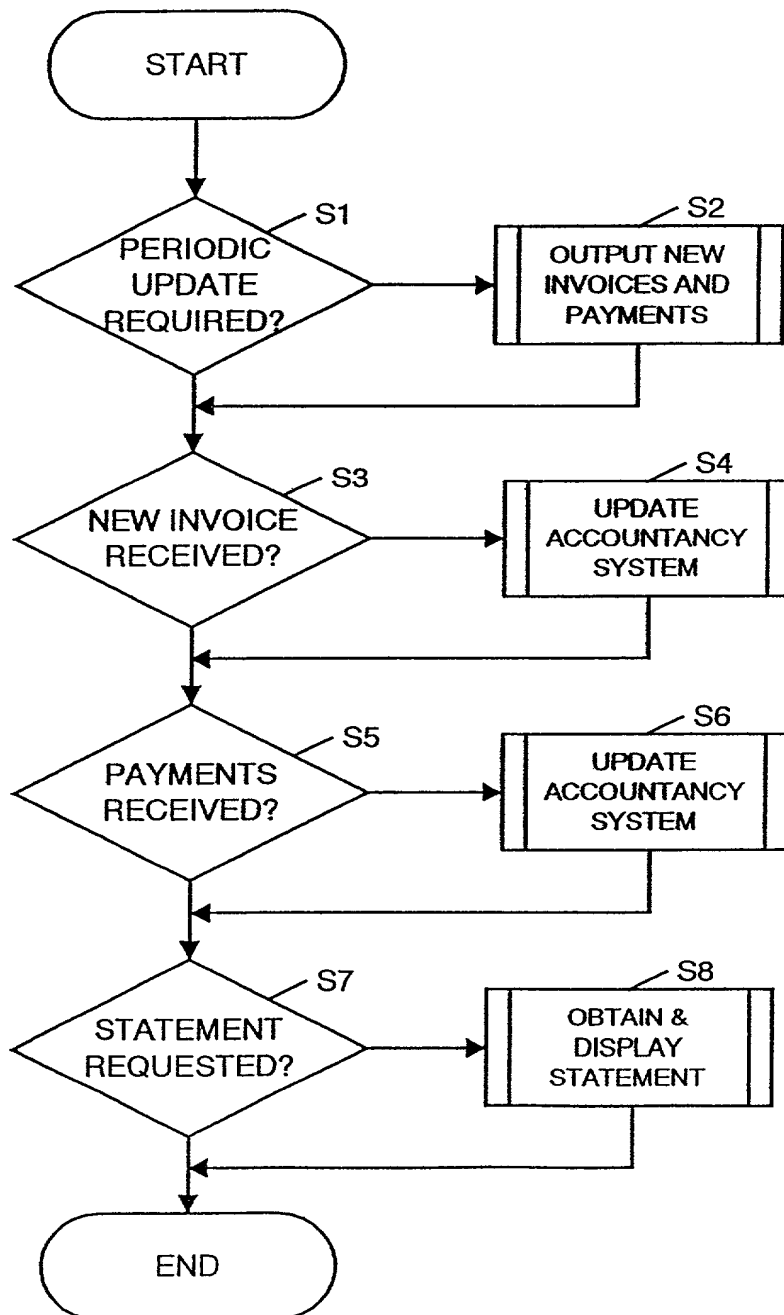 START
S1
PERIODIC
UPDATE
REQUIRED?
S2
OUTPUT NEW
INVOICES AND
PAYMENTS
S3
NEW INVOICE
RECEIVED?
S4
UPDATE
ACCOUNTANCY
SYSTEM
S5
PAYMENTS
RECEIVED?
S6
UPDATE
ACCOUNTANCY
SYSTEM
S7
STATEMENT
REQUESTED?
S8
OBTAIN &
DISPLAY
STATEMENT
END